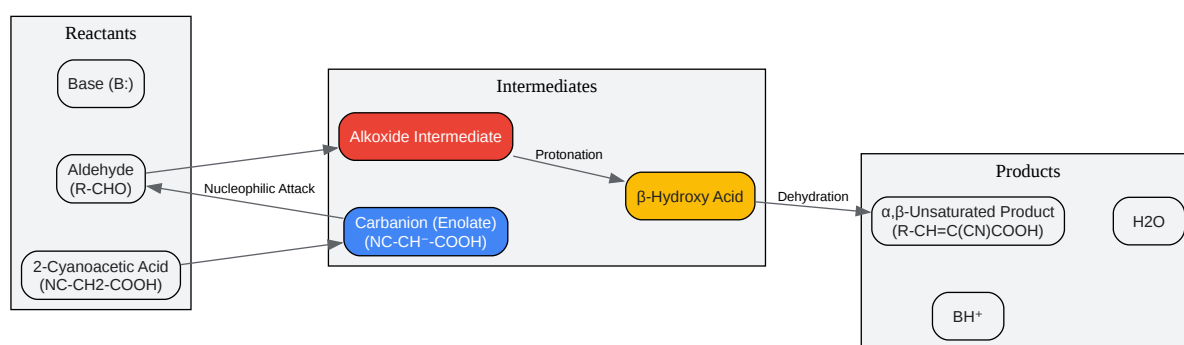 Reactants
Base (B:)
Aldehyde
(R-CHO)
2-Cyanoacetic Acid
(NC-CH2-COOH)
Nucleophilic Attack
Intermediates
Alkoxide Intermediate
Carbanion (Enolate)
(NC-CH⁻-COOH)
Protonation
β-Hydroxy Acid
Dehydration
Products
α,β-Unsaturated Product
(R-CH=C(CN)COOH)
H2O
BH⁺